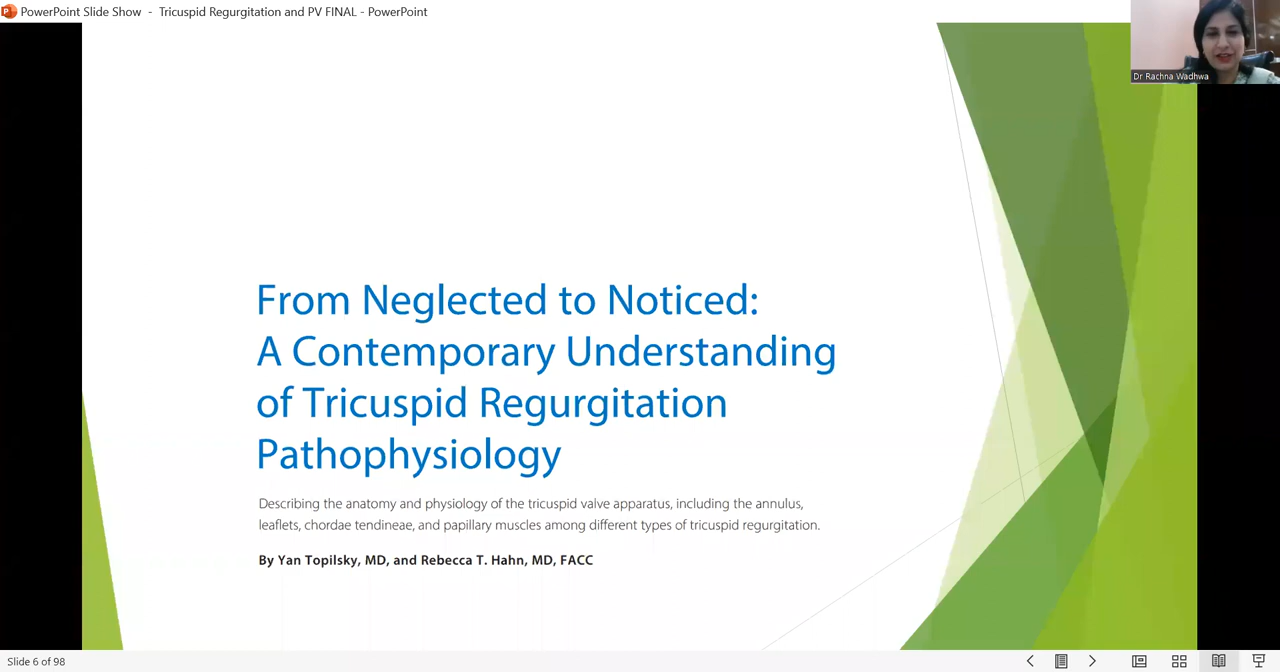 PowerPoint Slide Show - Tricuspid Regurgitation and PV FINAL - PowerPoint
Dr Rachna Wadhwa
From Neglected to Noticed:
A Contemporary Understanding
of Tricuspid Regurgitation
Pathophysiology
Describing the anatomy and physiology of the tricuspid valve apparatus, including the annulus,
leaflets, chordae tendineae, and papillary muscles among different types of tricuspid regurgitation.
By Yan Topilsky, MD, and Rebecca T. Hahn, MD, FACC
Slide 6 of 98